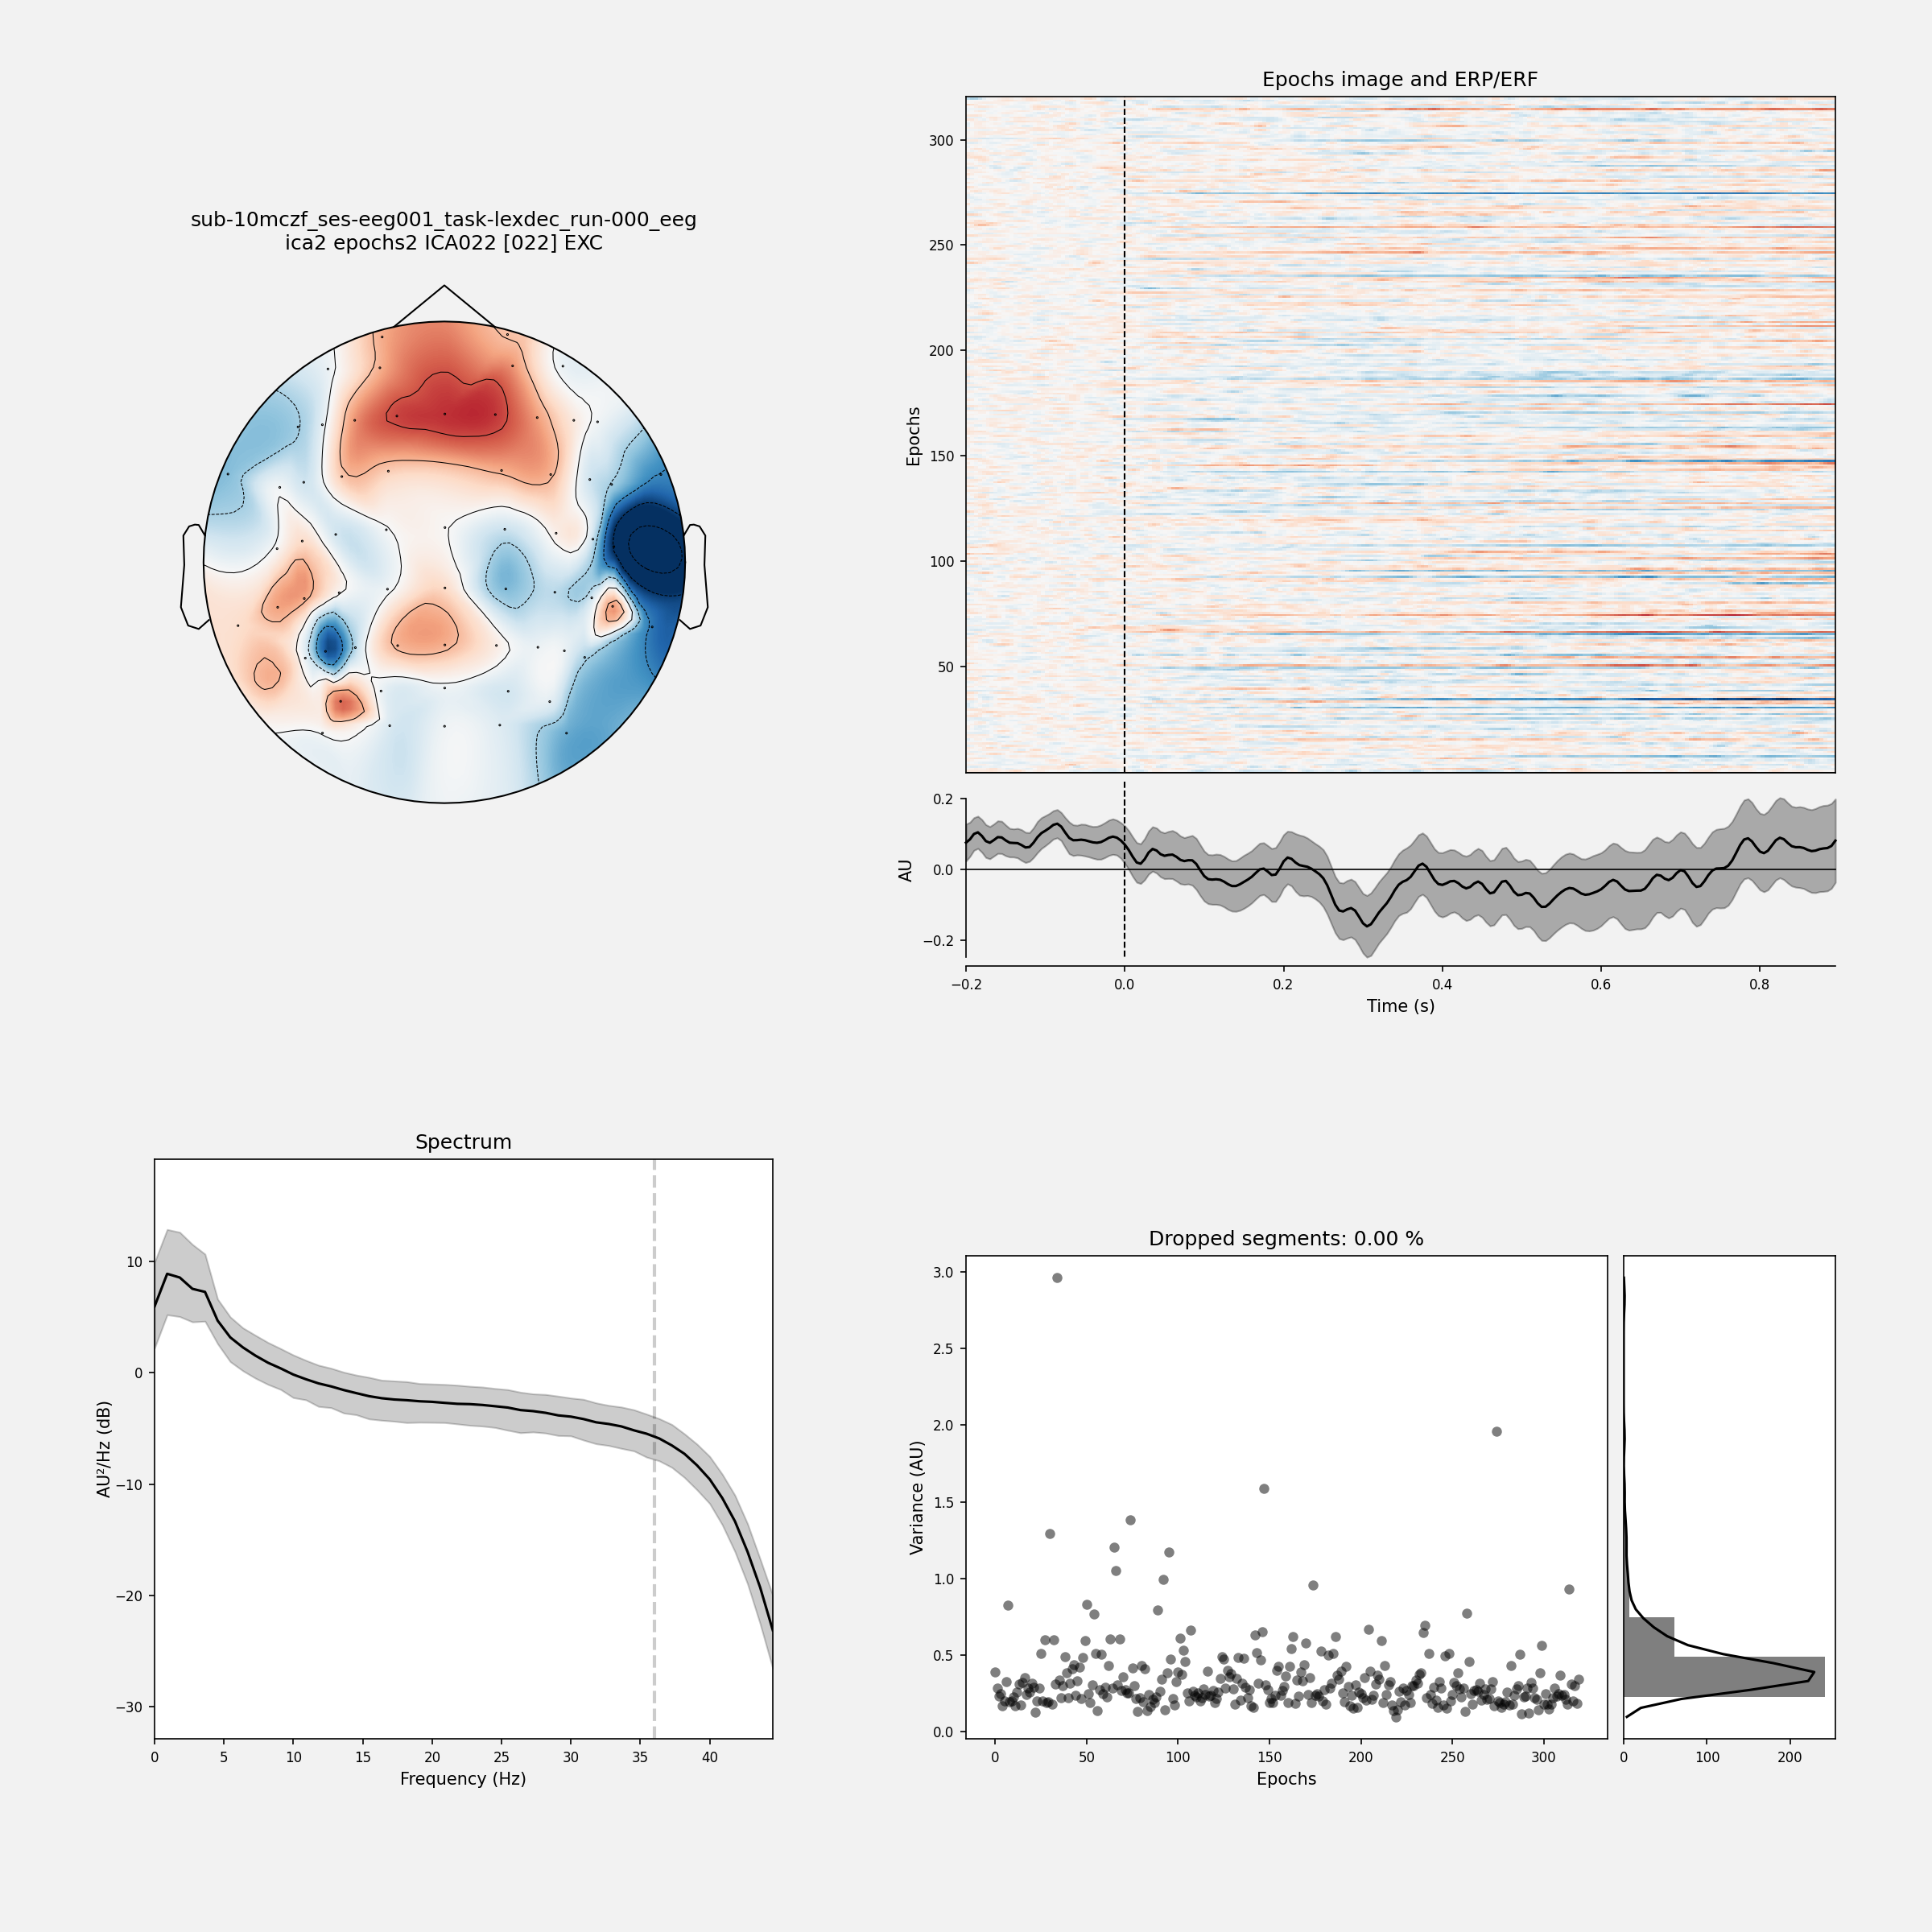 sub-10mczf_ses-eeg001_task-lexdec_run-000_eeg
ica2 epochs2 ICA022 [022] EXC
Epochs image and ERP/ERF
Epochs
300
250
200
150
100
50
AU
0.2
0.0
−0.2
−0.2 0.0 0.2 0.4 0.6 0.8
Time (s)
Spectrum
AU²/Hz (dB)
10
0
−10
−20
−30
0 5 10 15 20 25 30 35 40
Frequency (Hz)
Dropped segments: 0.00 %
Variance (AU)
3.0
2.5
2.0
1.5
1.0
0.5
0.0
0 50 100 150 200 250 300
Epochs
0 100 200